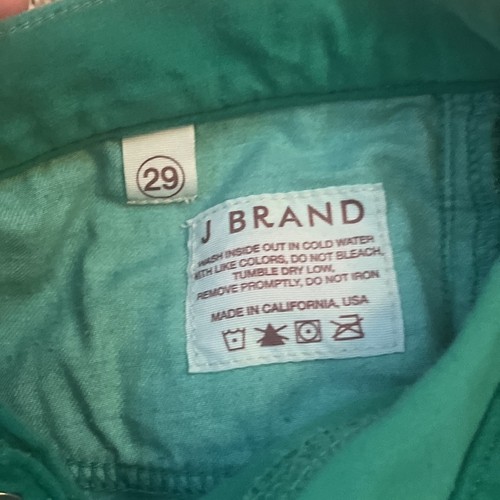 29
J BRAND
WASH INSIDE OUT IN COLD WATER
WITH LIKE COLORS, DO NOT BLEACH,
TUMBLE DRY LOW,
REMOVE PROMPTLY, DO NOT IRON
MADE IN CALIFORNIA, USA